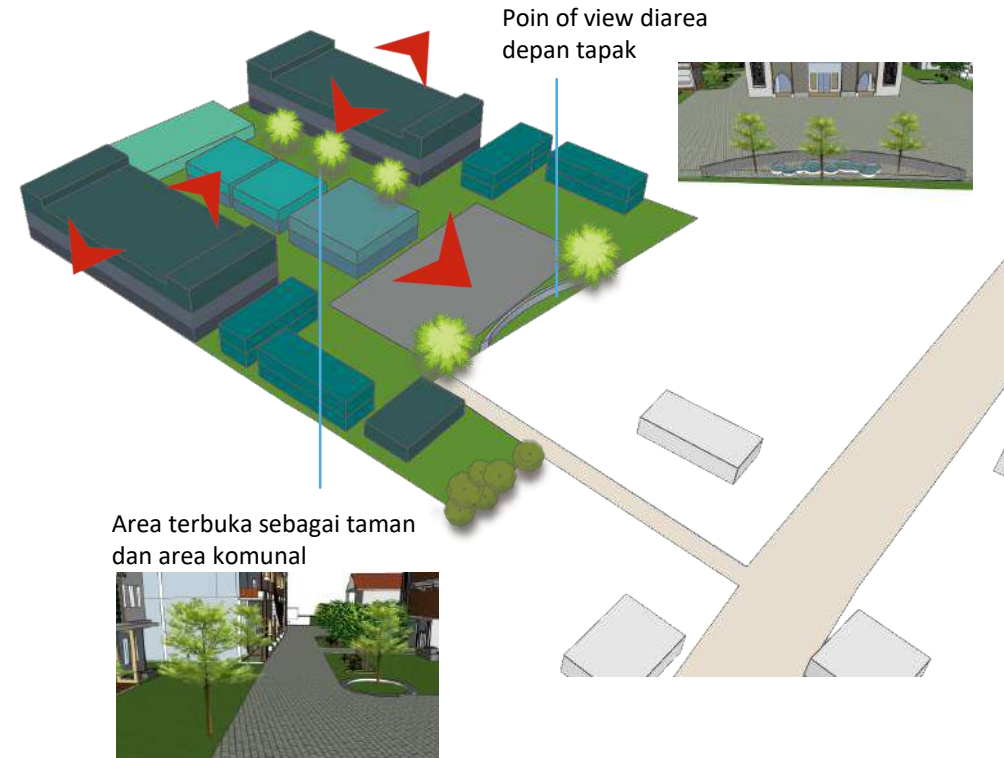 Poin of view diarea
depan tapak
Area terbuka sebagai taman
dan area komunal